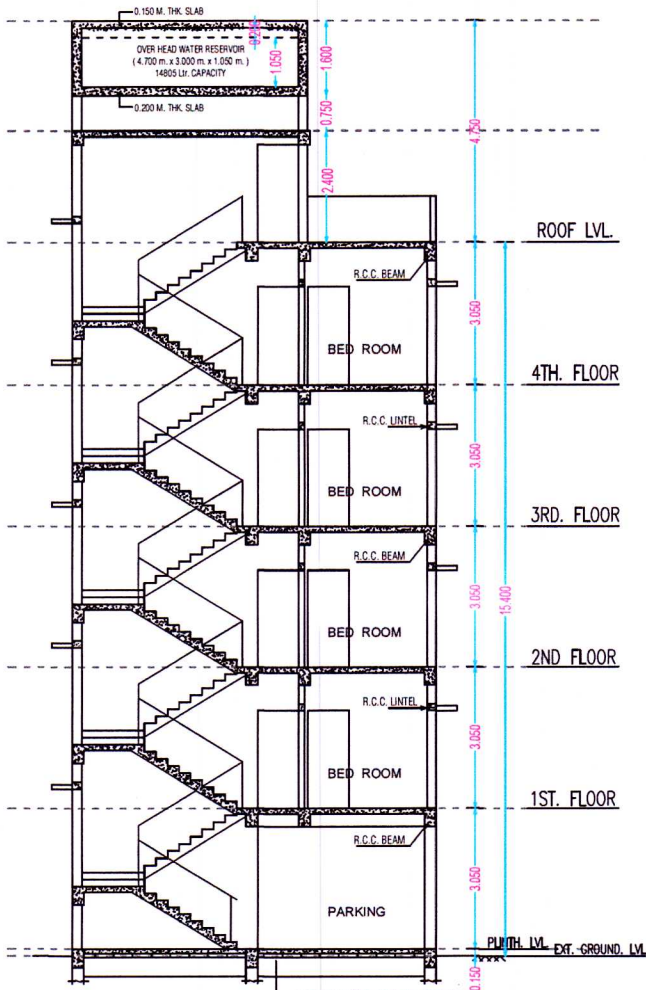 0.150 M. THK. SLAB
OVER HEAD WATER RESERVOIR
( 4.700 m. x 3.000 m. x 1.050 m. )
14805 Ltr. CAPACITY
1.050
1.600
0.200 M. THK. SLAB
0.750
4.750
2.400
ROOF LVL.
R.C.C. BEAM
3.050
BED ROOM
4TH. FLOOR
R.C.C. LINTEL
3.050
BED ROOM
3RD. FLOOR
R.C.C. BEAM
3.050
15.400
BED ROOM
2ND FLOOR
R.C.C. LINTEL
3.050
BED ROOM
1ST. FLOOR
R.C.C. BEAM
3.050
PARKING
PLINTH. LVL
EXT. GROUND. LVL
0.150